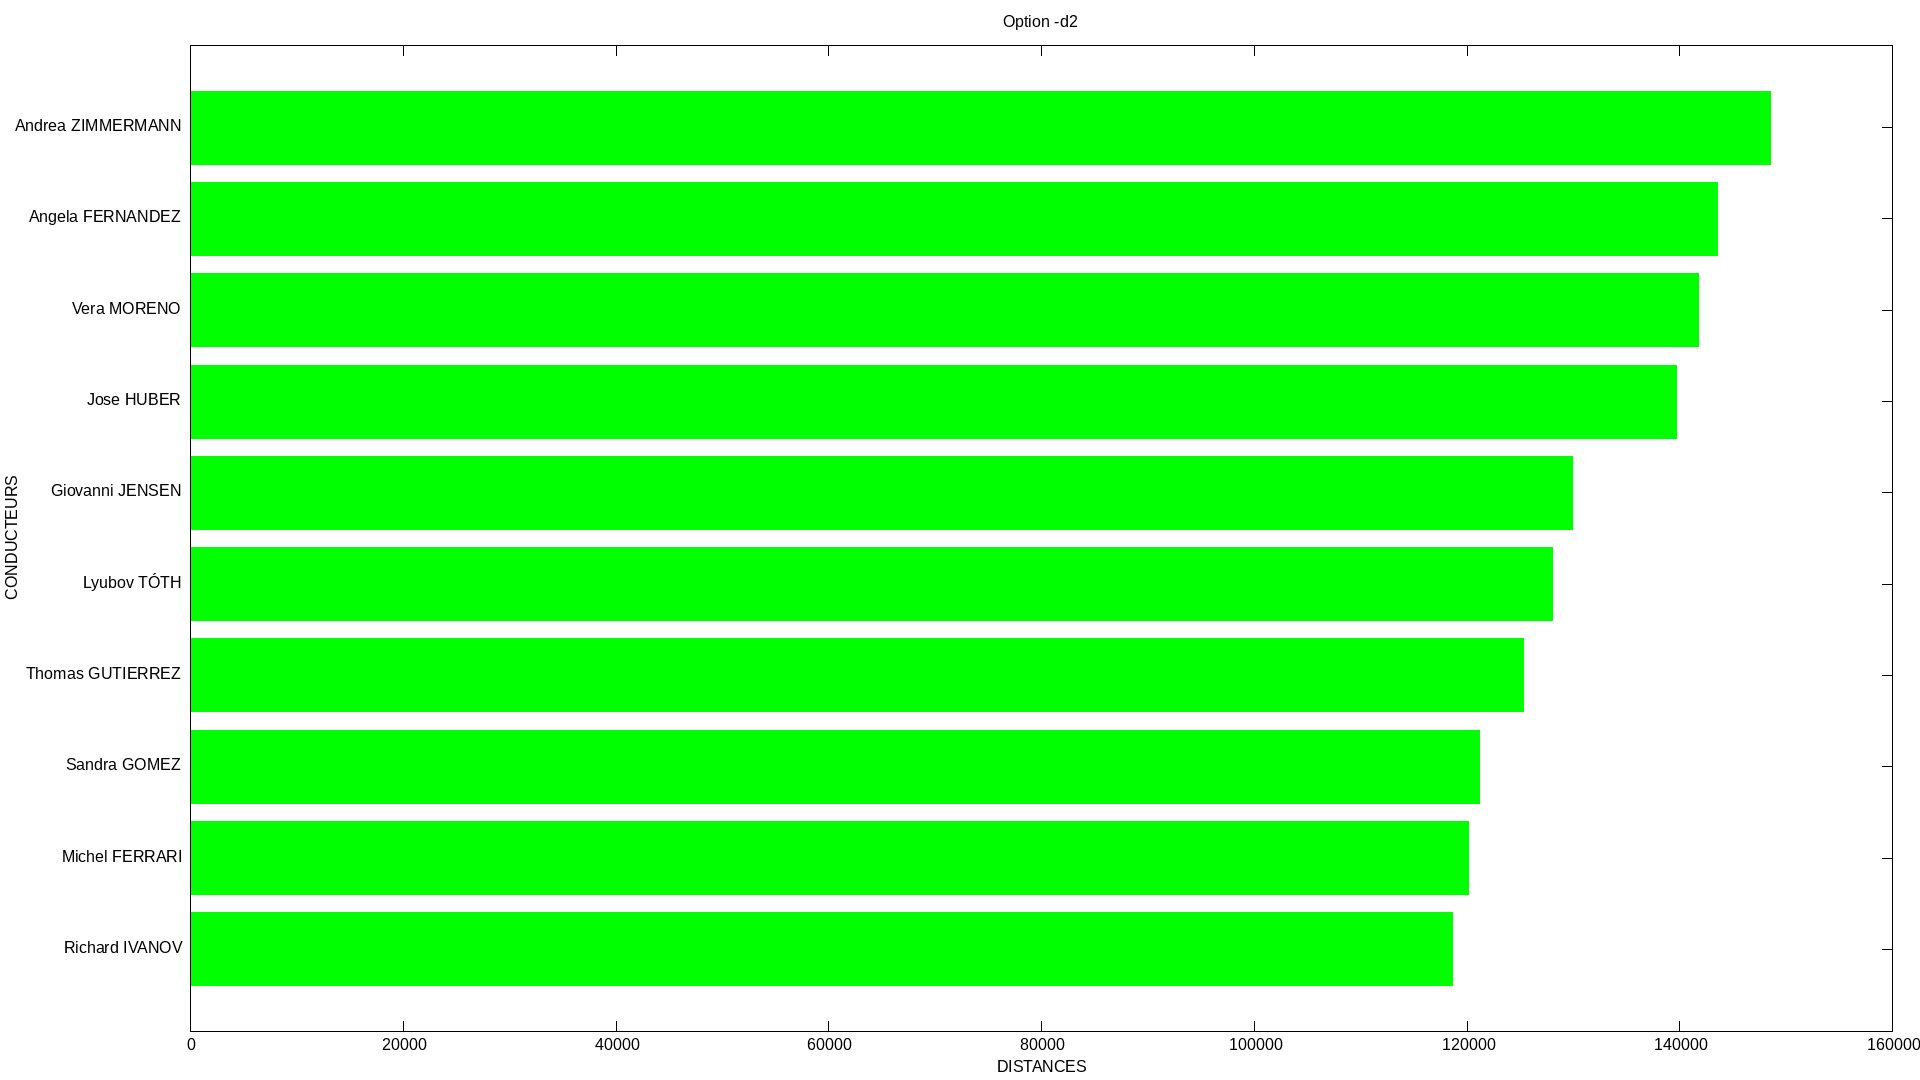 Option -d2
Andrea ZIMMERMANN
Angela FERNANDEZ
Vera MORENO
Jose HUBER
Giovanni JENSEN
Lyubov TÓTH
Thomas GUTIERREZ
Sandra GOMEZ
Michel FERRARI
Richard IVANOV
CONDUCTEURS
0 20000 40000 60000 80000 100000 120000 140000 160000
DISTANCES